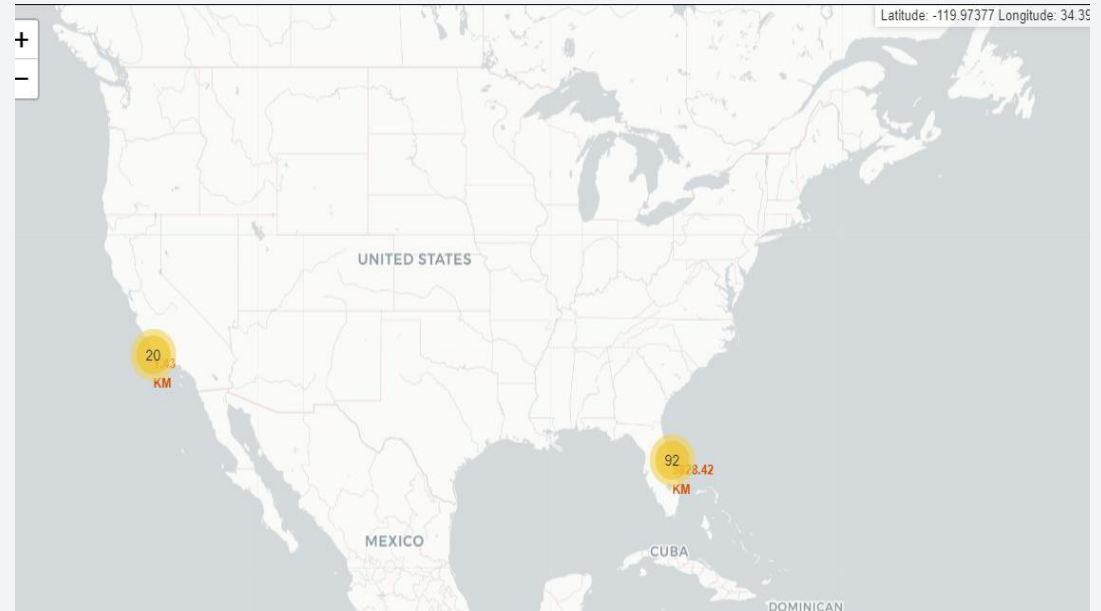 Latitude: -119.97377 Longitude: 34.39
+
−
UNITED STATES
20
KM
92
KM
MEXICO
CUBA
DOMINICAN